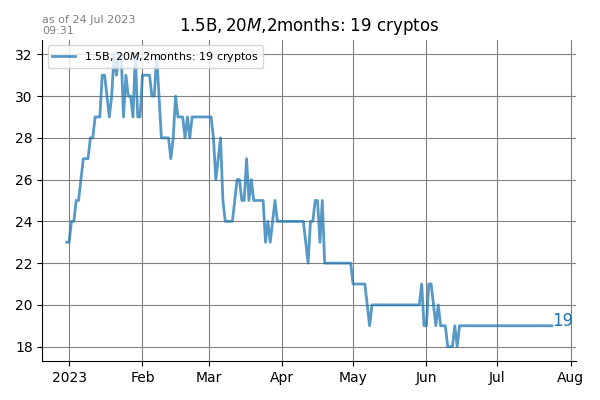 as of 24 Jul 2023
09:31
1.5B, 20M,2months: 19 cryptos
1.5B, 20M,2months: 19 cryptos
32
30
28
26
24
22
20
18
19
2023 Feb Mar Apr May Jun Jul Aug